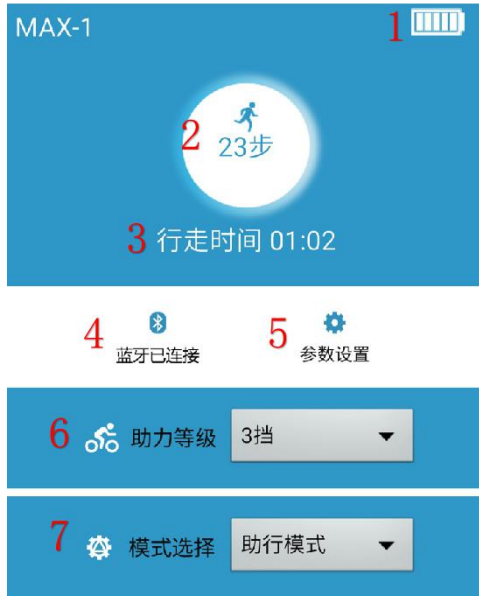 MAX-1 1
2 23步
3 行走时间 01:02
4 蓝牙已连接
5 参数设置
6 助力等级 3挡
7 模式选择 助行模式